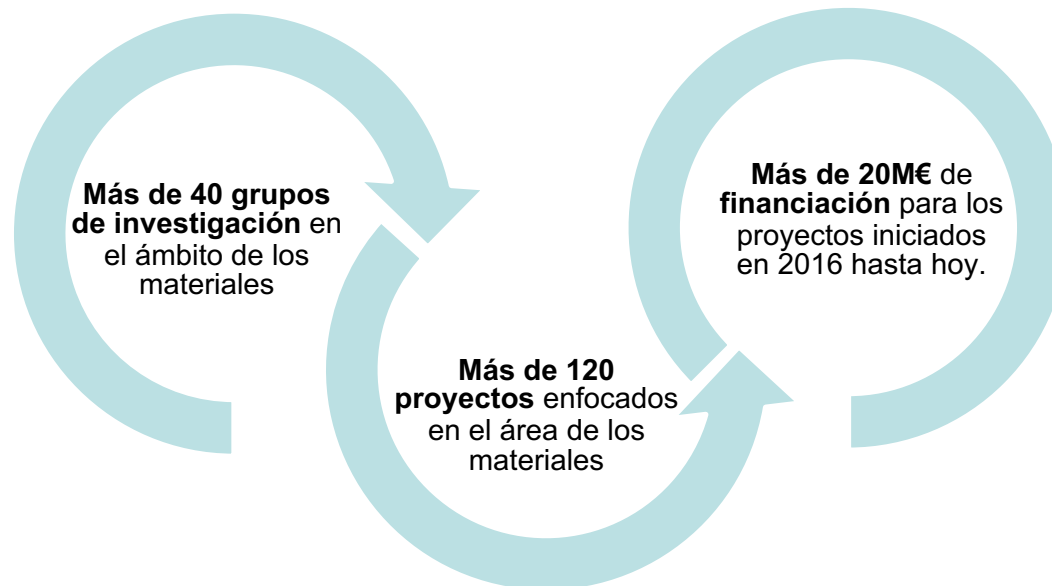 Más de 40 grupos
de investigación en
el ámbito de los
materiales
Más de 120
proyectos enfocados
en el área de los
materiales
Más de 20M€ de
financiación para los
proyectos iniciados
en 2016 hasta hoy.